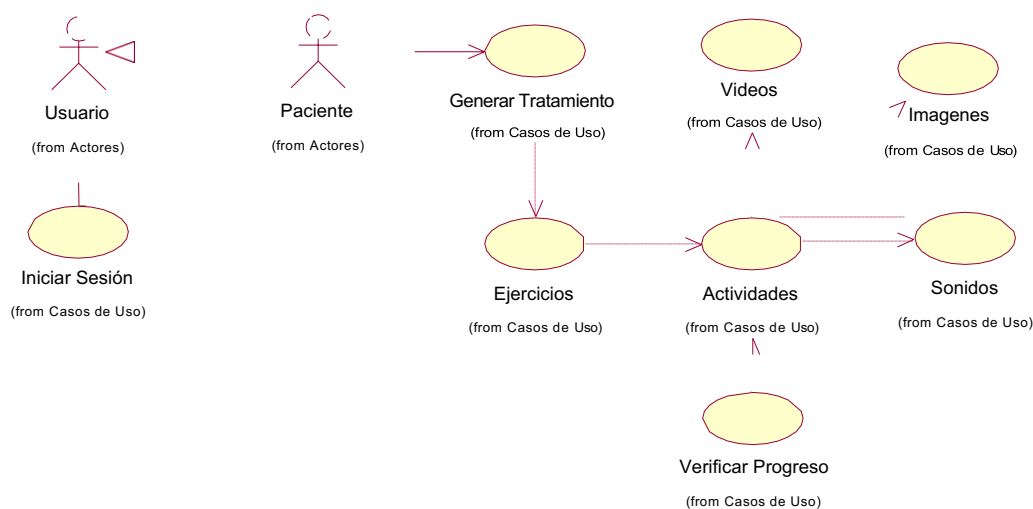 Usuario
(from Actores)
Paciente
(from Actores)
Generar Tratamiento
(from Casos de Uso)
Videos
(from Casos de Uso)
Imagenes
(from Casos de Uso)
Iniciar Sesión
(from Casos de Uso)
Ejercicios
(from Casos de Uso)
Actividades
(from Casos de Uso)
Sonidos
(from Casos de Uso)
Verificar Progreso
(from Casos de Uso)